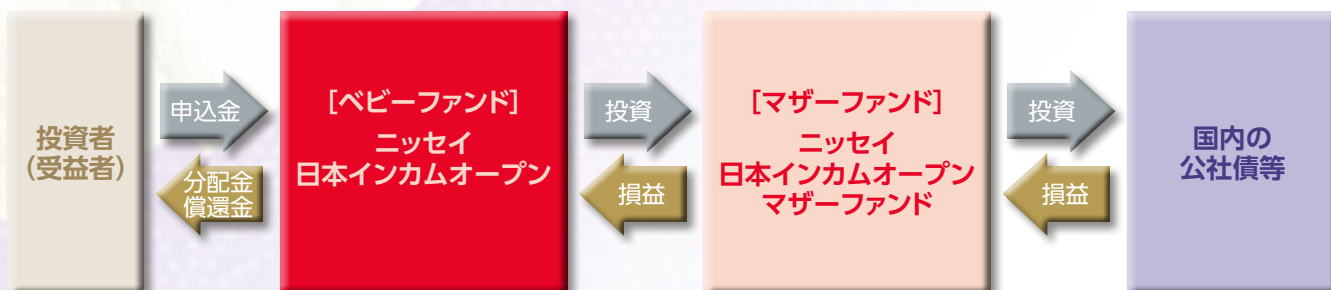 投資者
(受益者)
申込金
分配金
償還金
[ベビーファンド]
ニッセイ
日本インカムオープン
投資
損益
[マザーファンド]
ニッセイ
日本インカムオープン
マザーファンド
投資
損益
国内の
公社債等